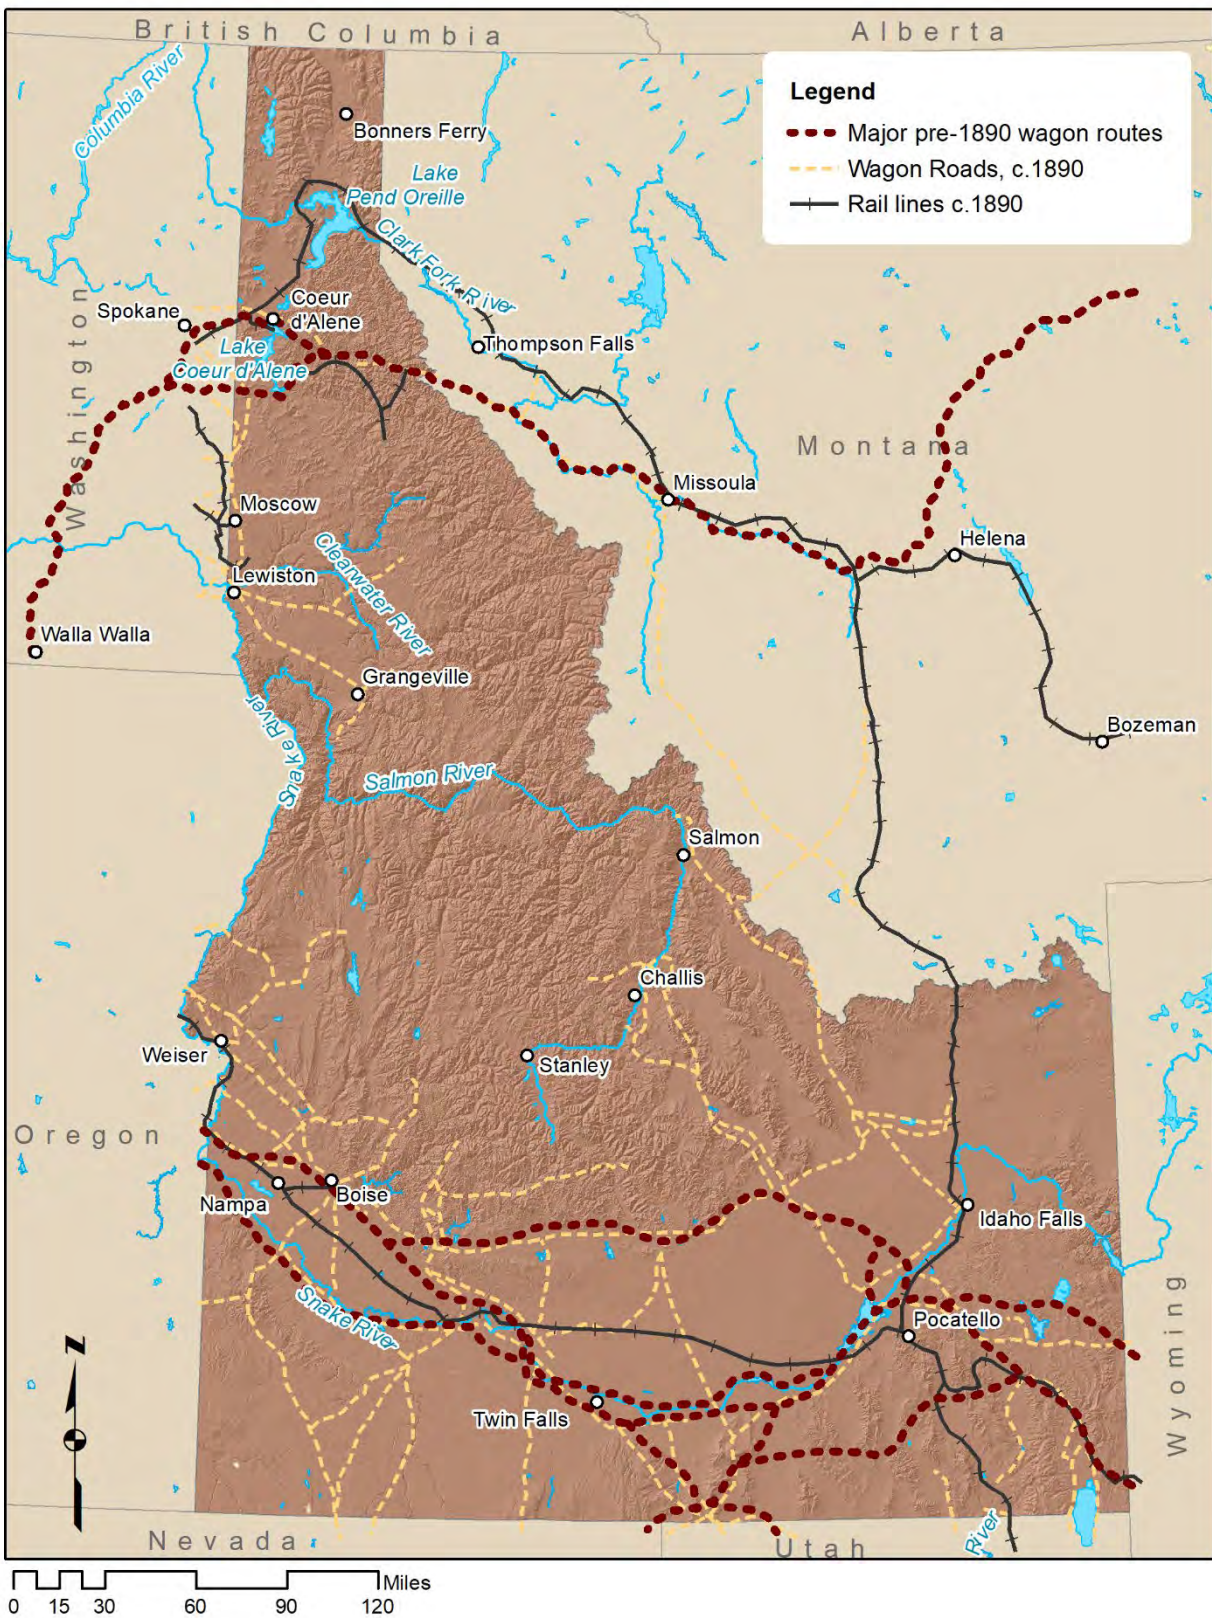 British Columbia
Alberta
Legend
Major pre-1890 wagon routes
Wagon Roads, c.1890
Rail lines c.1890
Columbia River
Bonners Ferry
Lake
Pend Oreille
Clark Fork River
Washington
Spokane
Coeur
d'Alene
Lake
Coeur d'Alene
Thompson Falls
Montana
Missoula
Moscow
Helena
Clearwater River
Lewiston
Walla Walla
Grangeville
Snake River
Bozeman
Salmon River
Salmon
Challis
Weiser
Stanley
Oregon
Nampa
Boise
Idaho Falls
Snake River
Wyoming
Pocatello
Twin Falls
N
River
Nevada
Utah
Miles
0 15 30 60 90 120